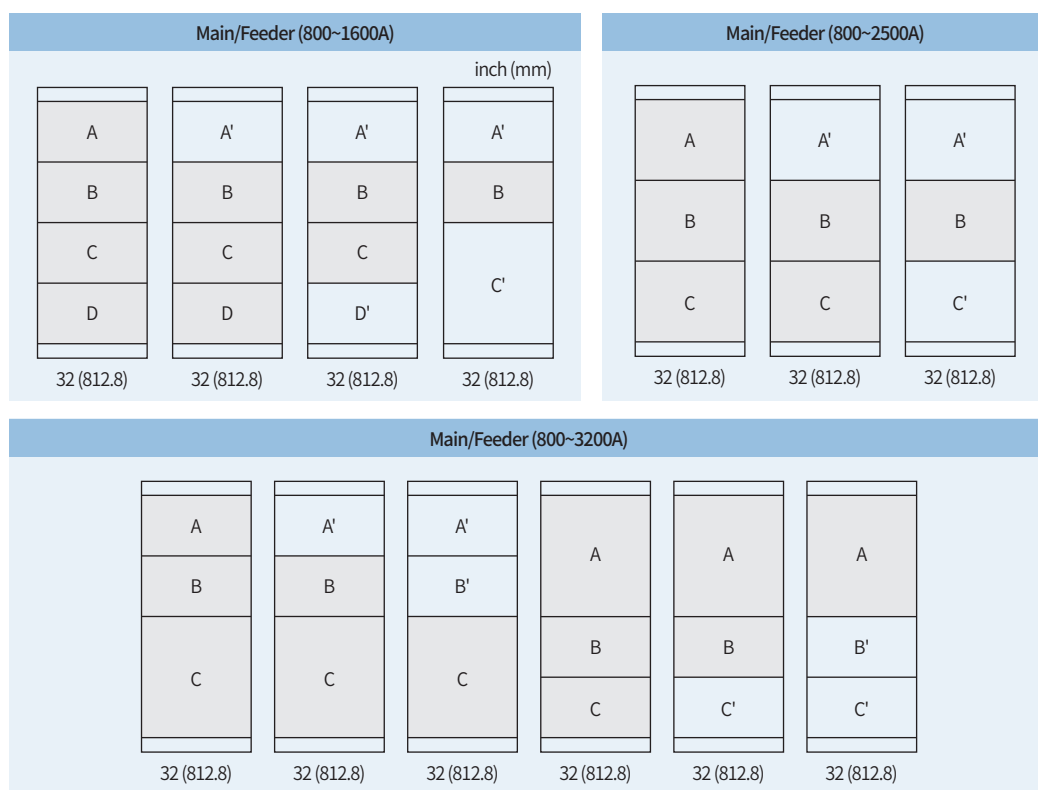 Main/Feeder (800~1600A)
inch (mm)
A A' A' A'
B B B B
C C C C'
D D D'
32 (812.8) 32 (812.8) 32 (812.8) 32 (812.8)
Main/Feeder (800~2500A)
A A' A'
B B B
C C C'
32 (812.8) 32 (812.8) 32 (812.8)
Main/Feeder (800~3200A)
A A' A' A A A
B B B' B B B'
C C C C C' C'
32 (812.8) 32 (812.8) 32 (812.8) 32 (812.8) 32 (812.8) 32 (812.8)